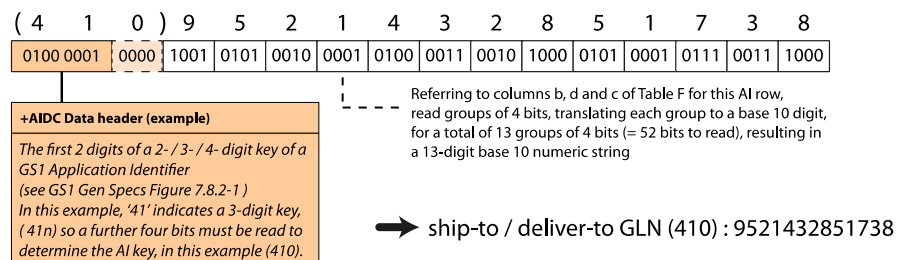 ( 4 1 0 ) 9 5 2 1 4 3 2 8 5 1 7 3 8
0100 0001 0000 1001 0101 0010 0001 0100 0011 0010 1000 0101 0001 0111 0011 1000
Referring to columns b, d and c of Table F for this AI row,
read groups of 4 bits, translating each group to a base 10 digit,
for a total of 13 groups of 4 bits (= 52 bits to read), resulting in
a 13-digit base 10 numeric string
+AIDC Data header (example)
The first 2 digits of a 2- / 3- / 4- digit key of a
GS1 Application Identifier
(see GS1 Gen Specs Figure 7.8.2-1 )
In this example, '41' indicates a 3-digit key,
( 41n) so a further four bits must be read to
determine the AI key, in this example (410).
ship-to / deliver-to GLN (410) : 9521432851738